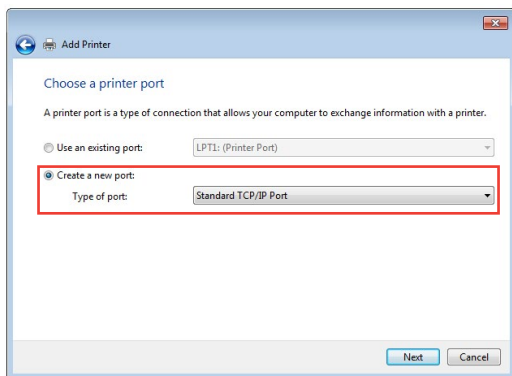 Add Printer
Choose a printer port
A printer port is a type of connection that allows your computer to exchange information with a printer.
Use an existing port: LPT1: (Printer Port)
Create a new port:
Type of port: Standard TCP/IP Port
Next Cancel